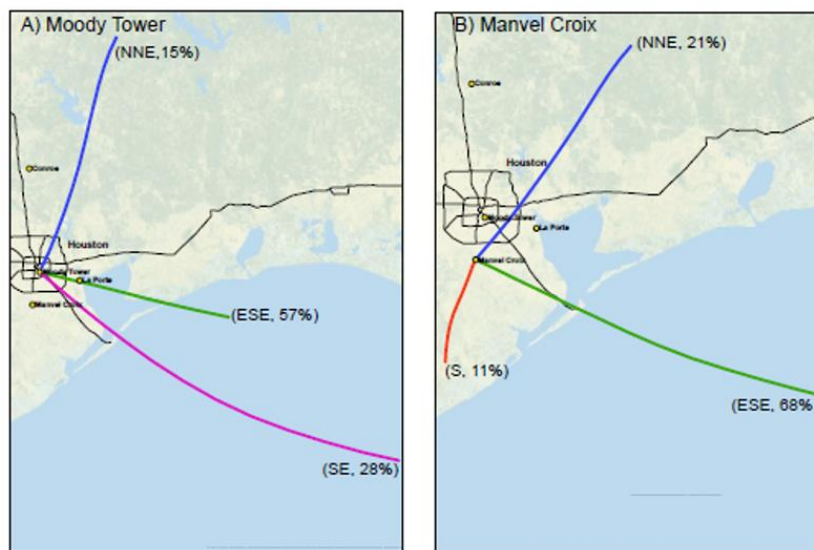 A) Moody Tower
(NNE,15%)
Conroe
Houston
Moody Tower
La Porte
Manvel Croix
(ESE, 57%)
(SE, 28%)
B) Manvel Croix
(NNE, 21%)
Conroe
Houston
Moody Tower
La Porte
Manvel Croix
(S, 11%)
(ESE, 68%)